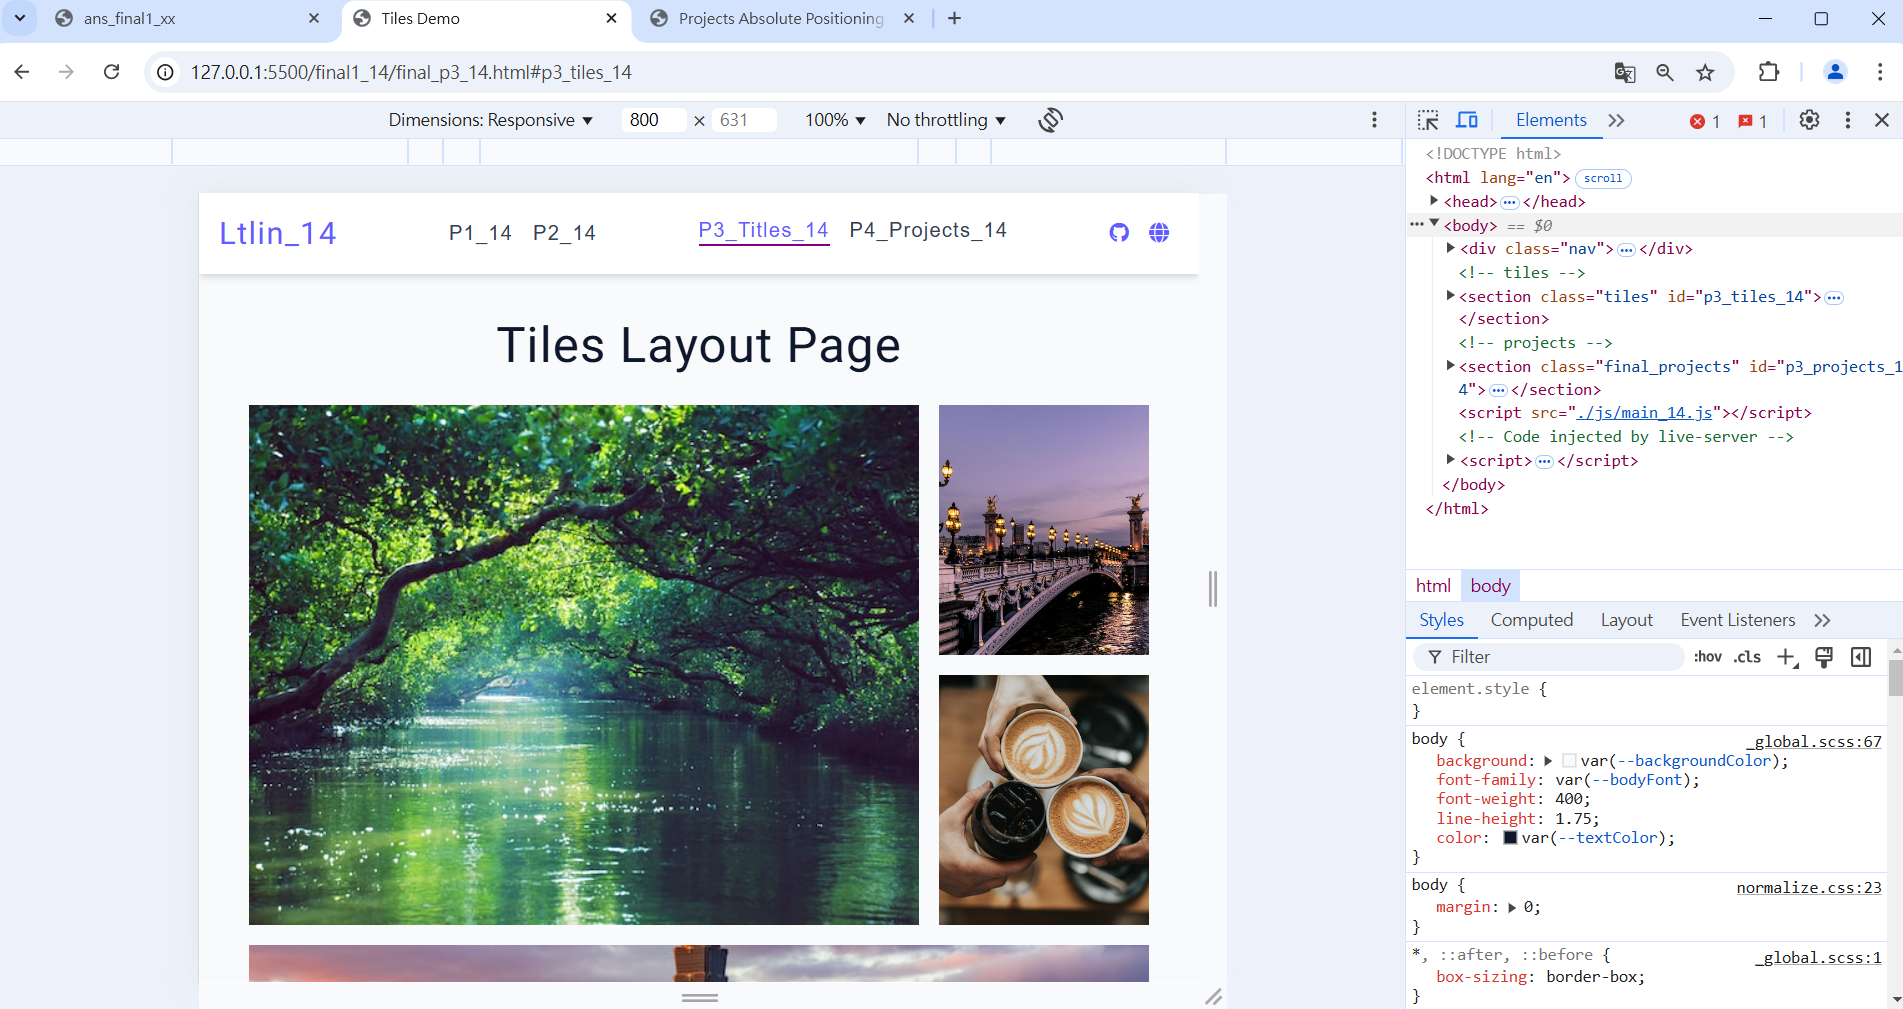 ans_final1_xx
Tiles Demo
Projects Absolute Positioning
127.0.0.1:5500/final1_14/final_p3_14.html#p3_tiles_14
Dimensions: Responsive
800 × 631
100%
No throttling
Elements
1
1
Ltlin_14
P1_14
P2_14
P3_Titles_14
P4_Projects_14
Tiles Layout Page
<!DOCTYPE html>
<html lang="en"> scroll
<head> ··· </head>
··· <body> == $0
<div class="nav"> ··· </div>
<!-- tiles -->
<section class="tiles" id="p3_tiles_14"> ···
</section>
<!-- projects -->
<section class="final_projects" id="p3_projects_1
4"> ··· </section>
<script src="./js/main_14.js"></script>
<!-- Code injected by live-server -->
<script> ··· </script>
</body>
</html>
html
body
Styles
Computed
Layout
Event Listeners
Filter
:hov
.cls
element.style {
}
body {
_global.scss:67
background: var(--backgroundColor);
font-family: var(--bodyFont);
font-weight: 400;
line-height: 1.75;
color: var(--textColor);
}
body {
normalize.css:23
margin: 0;
}
*, ::after, ::before {
_global.scss:1
box-sizing: border-box;
}